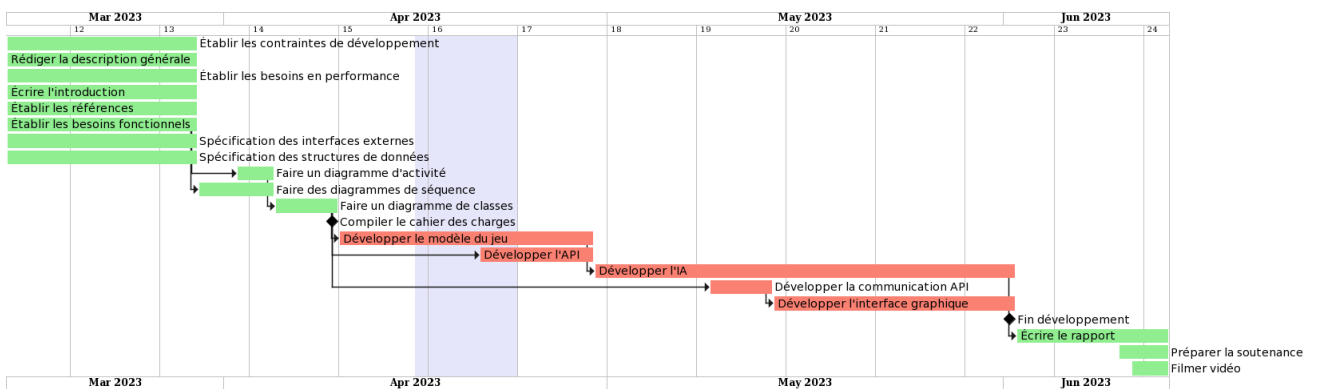 Mar 2023 Apr 2023 May 2023 Jun 2023
12 13 14 15 16 17 18 19 20 21 22 23 24
Établir les contraintes de développement
Rédiger la description générale
Établir les besoins en performance
Écrire l'introduction
Établir les références
Établir les besoins fonctionnels
Spécification des interfaces externes
Spécification des structures de données
Faire un diagramme d'activité
Faire des diagrammes de séquence
Faire un diagramme de classes
Compiler le cahier des charges
Développer le modèle du jeu
Développer l'API
Développer l'IA
Développer la communication API
Développer l'interface graphique
Fin développement
Écrire le rapport
Préparer la soutenance
Filmer vidéo
Mar 2023 Apr 2023 May 2023 Jun 2023